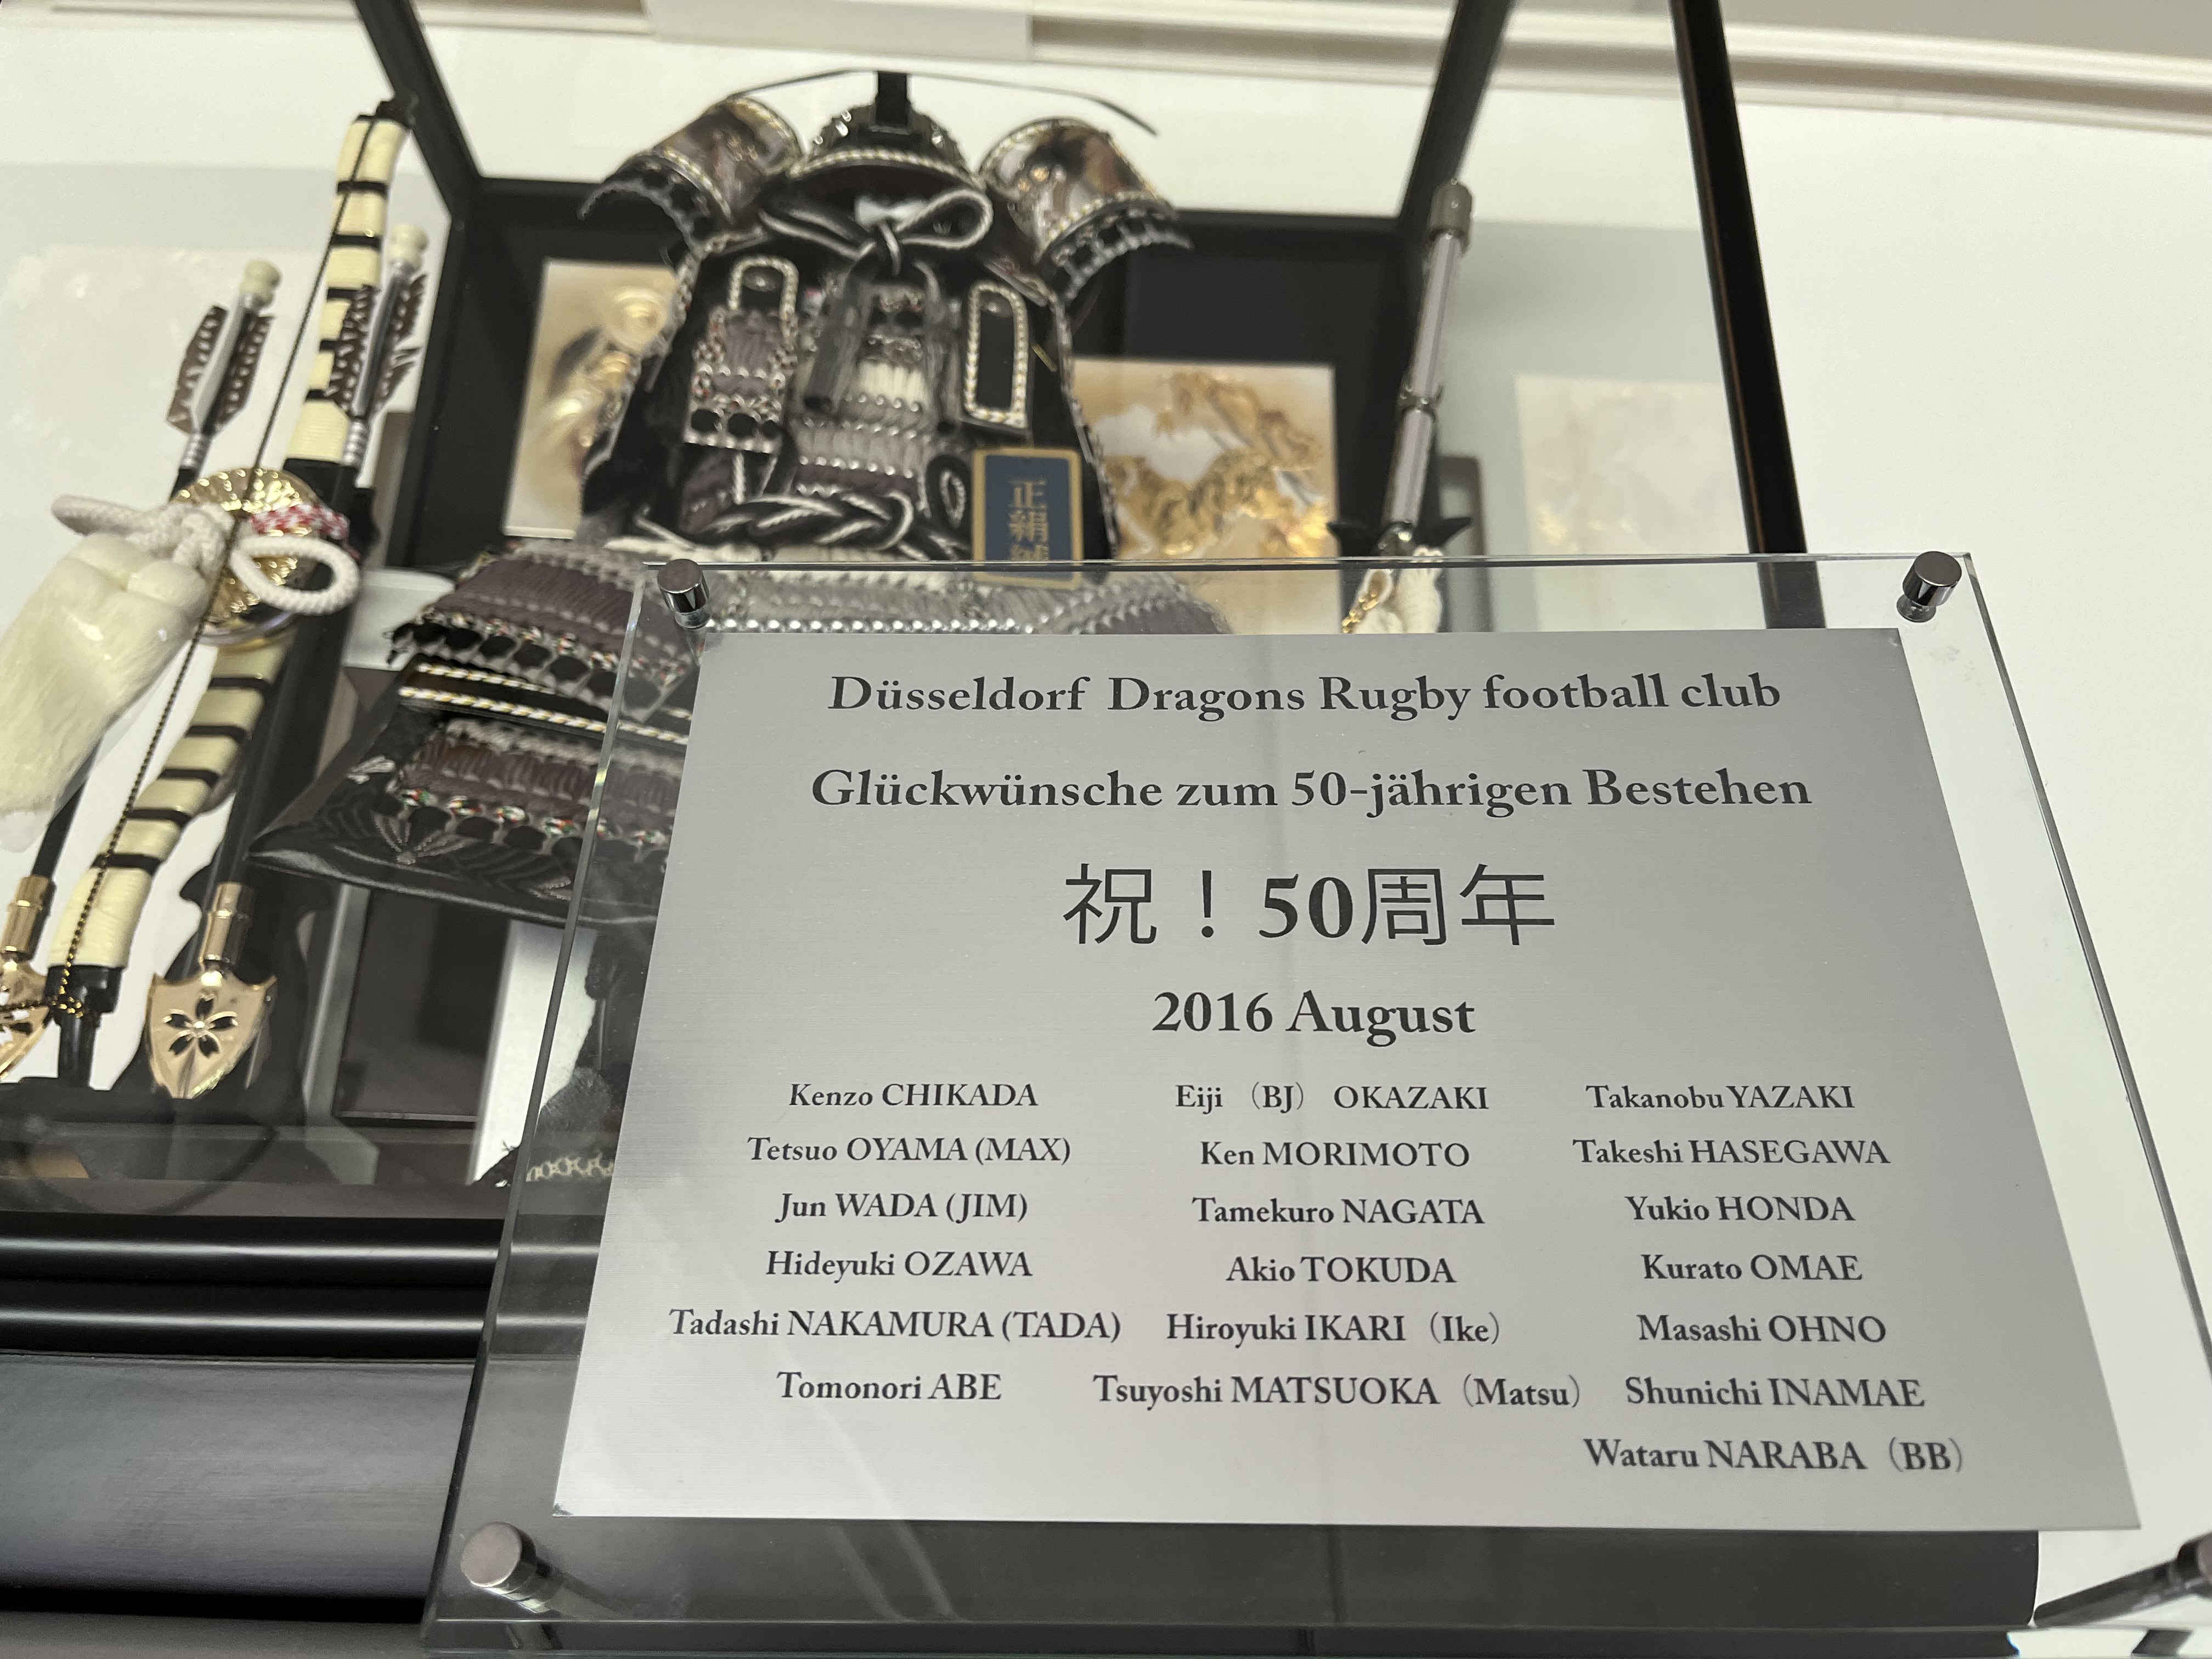 正絹
Düsseldorf Dragons Rugby football club
Glückwünsche zum 50-jährigen Bestehen
祝！50周年
2016 August
Kenzo CHIKADA Eiji （BJ） OKAZAKI Takanobu YAZAKI
Tetsuo OYAMA (MAX) Ken MORIMOTO Takeshi HASEGAWA
Jun WADA (JIM) Tamekuro NAGATA Yukio HONDA
Hideyuki OZAWA Akio TOKUDA Kurato OMAE
Tadashi NAKAMURA (TADA) Hiroyuki IKARI（Ike） Masashi OHNO
Tomonori ABE Tsuyoshi MATSUOKA（Matsu） Shunichi INAMAE
Wataru NARABA（BB）